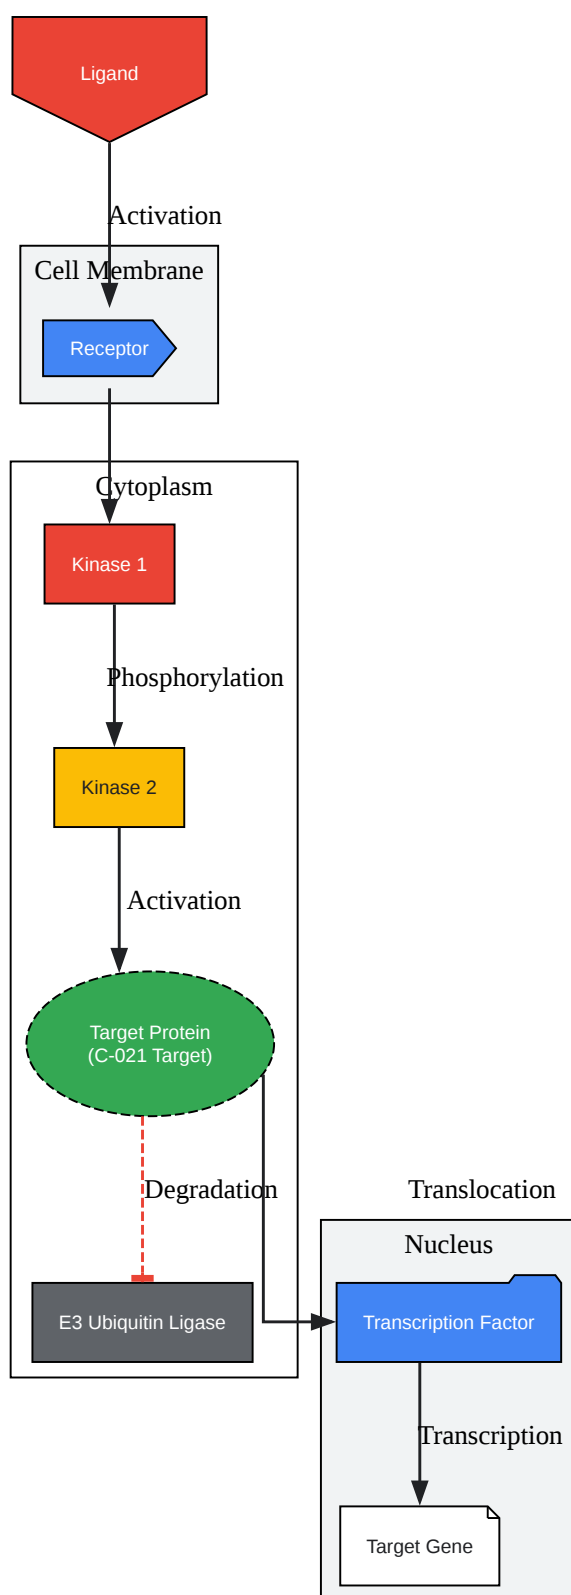 Ligand
Activation
Cell Membrane
Receptor
Cytoplasm
Kinase 1
Phosphorylation
Kinase 2
Activation
Target Protein
(C-021 Target)
Degradation
Translocation
Nucleus
E3 Ubiquitin Ligase
Transcription Factor
Transcription
Target Gene